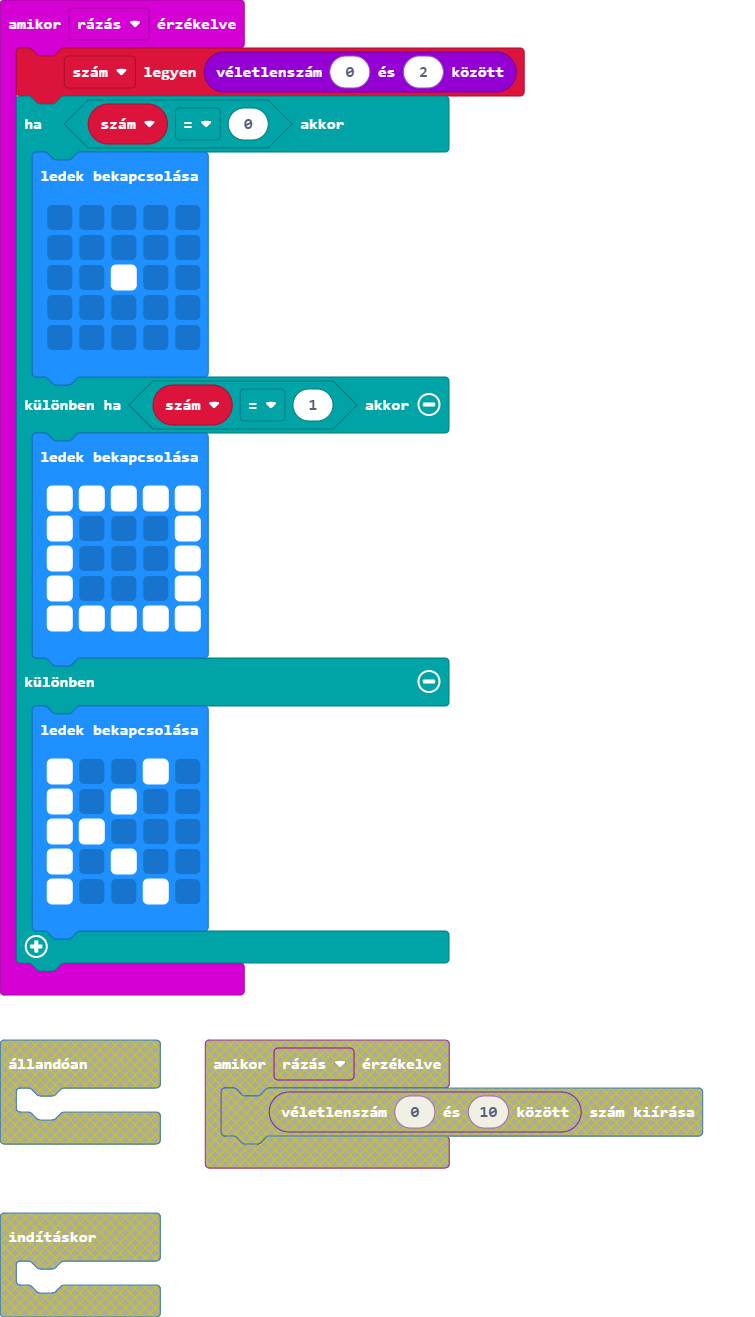 amikor rázás érzékelve
szám legyen véletlenszám 0 és 2 között
ha szám = 0 akkor
ledek bekapcsolása
különben ha szám = 1 akkor
ledek bekapcsolása
különben
ledek bekapcsolása
állandóan
amikor rázás érzékelve
véletlenszám 0 és 10 között szám kiírása
indításkor